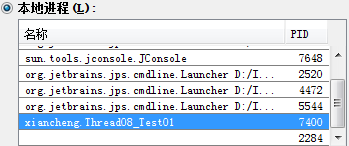 本地进程(L):
名称 PID
sun.tools.jconsole.JConsole 7648
org.jetbrains.jps.cmdline.Launcher D:/I... 2520
org.jetbrains.jps.cmdline.Launcher D:/I... 4472
org.jetbrains.jps.cmdline.Launcher D:/I... 5544
xiancheng.Thread08_Test01 7400
2284